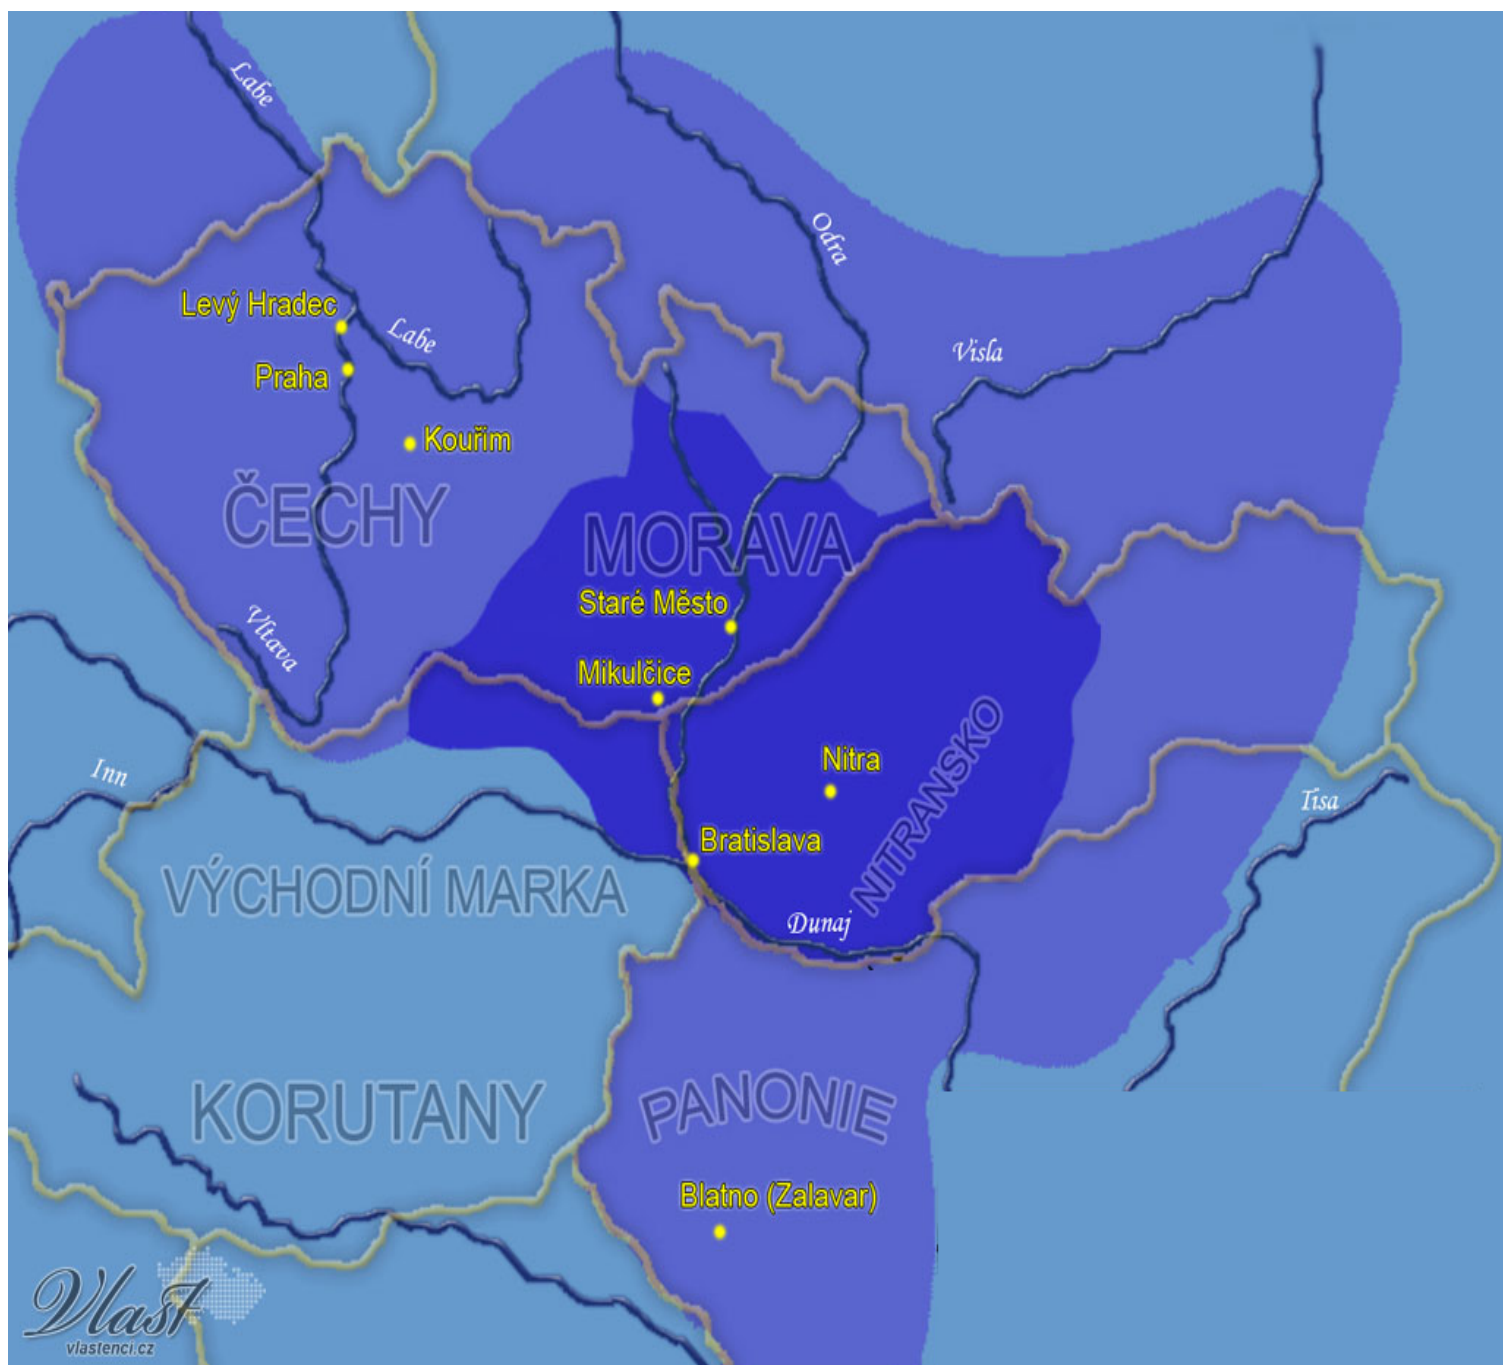 Labe
Odra
Levý Hradec
Labe
Visla
Praha
Kouřim
ČECHY
MORAVA
Staré Město
Vltava
Mikulčice
Nitra
NITRANSKO
Inn
Tisa
Bratislava
VÝCHODNÍ MARKA
Dunaj
KORUTANY
PANONIE
Blatno (Zalavar)
Vlast
vlastenci.cz